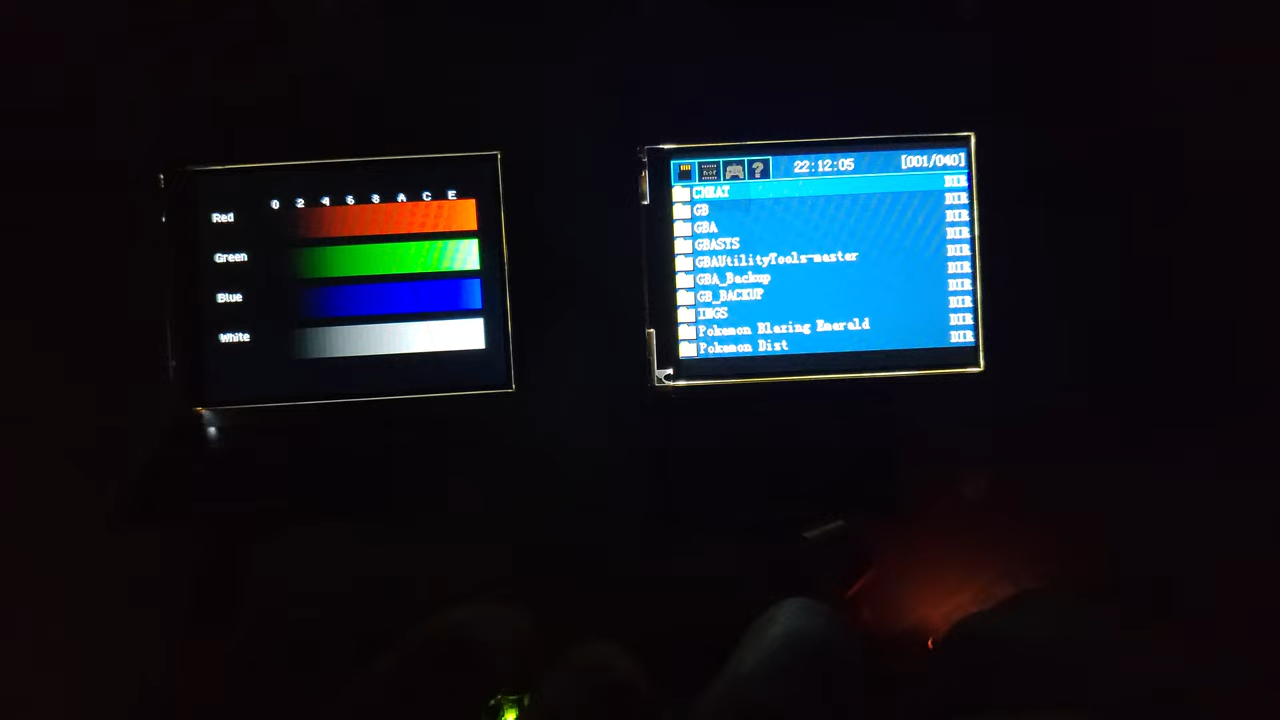 0 2 4 6 8 A C E
Red
Green
Blue
White
? 22:12:05 [001/040]
CHEAT DIR
GB DIR
GBA DIR
GBASYS DIR
GBAUtilityTools-master DIR
GBA_Backup DIR
GB_BACKUP DIR
IMGS DIR
Pokemon Blazing Emerald DIR
Pokemon Dist DIR